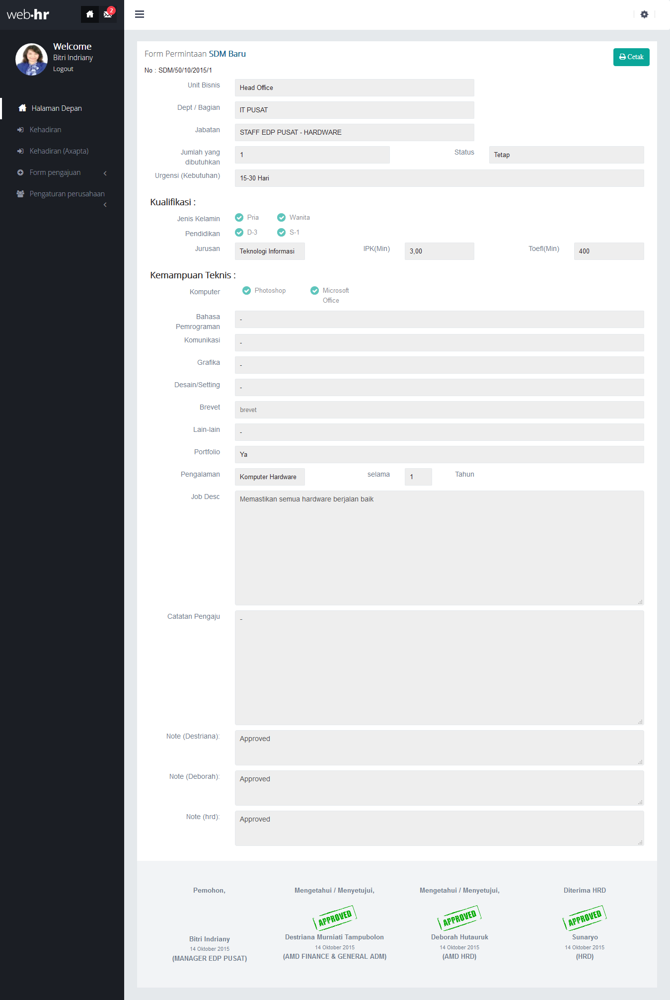 web·hr
2
Welcome
Bitri Indriany
Logout
Halaman Depan
Kehadiran
Kehadiran (Axapta)
Form pengajuan
Pengaturan perusahaan
Form Permintaan SDM Baru
Cetak
No : SDM/50/10/2015/1
Unit Bisnis Head Office
Dept / Bagian IT PUSAT
Jabatan STAFF EDP PUSAT - HARDWARE
Jumlah yang dibutuhkan 1 Status Tetap
Urgensi (Kebutuhan) 15-30 Hari
Kualifikasi :
Jenis Kelamin Pria Wanita
Pendidikan D-3 S-1
Jurusan Teknologi Informasi IPK(Min) 3,00 Toefl(Min) 400
Kemampuan Teknis :
Komputer Photoshop Microsoft Office
Bahasa Pemrograman -
Komunikasi -
Grafika -
Desain/Setting -
Brevet brevet
Lain-lain -
Portfolio Ya
Pengalaman Komputer Hardware selama 1 Tahun
Job Desc Memastikan semua hardware berjalan baik
Catatan Pengaju -
Note (Destriana): Approved
Note (Deborah): Approved
Note (hrd): Approved
Pemohon, Mengetahui / Menyetujui, Mengetahui / Menyetujui, Diterima HRD
APPROVED APPROVED APPROVED
Bitri Indriany Destriana Murniati Tampubolon Deborah Hutauruk Sunaryo
14 Oktober 2015 14 Oktober 2015 14 Oktober 2015 14 Oktober 2015
(MANAGER EDP PUSAT) (AMD FINANCE & GENERAL ADM) (AMD HRD) (HRD)